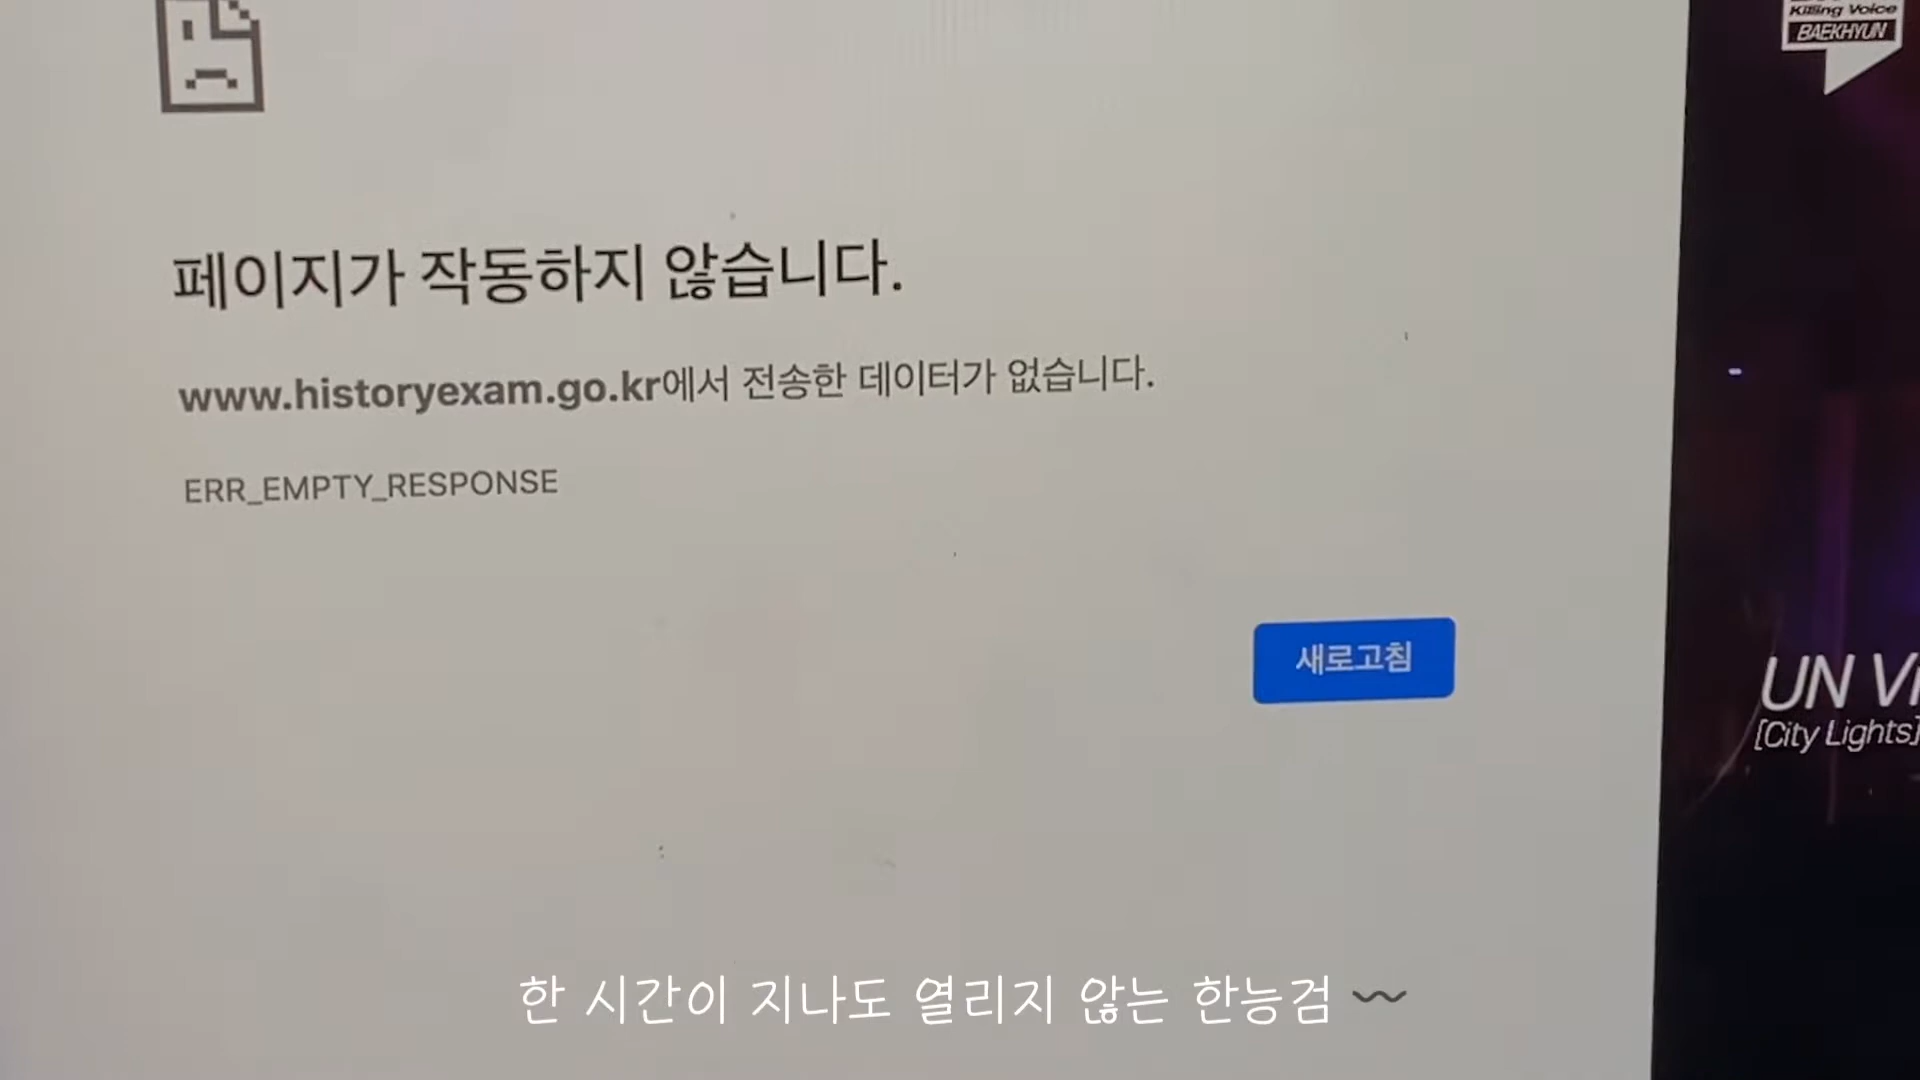 Killing Voice
BAEKHYUN
페이지가 작동하지 않습니다.
www.historyexam.go.kr에서 전송한 데이터가 없습니다.
ERR_EMPTY_RESPONSE
새로고침
UN
[City Lights]
한 시간이 지나도 열리지 않는 한능검 〰